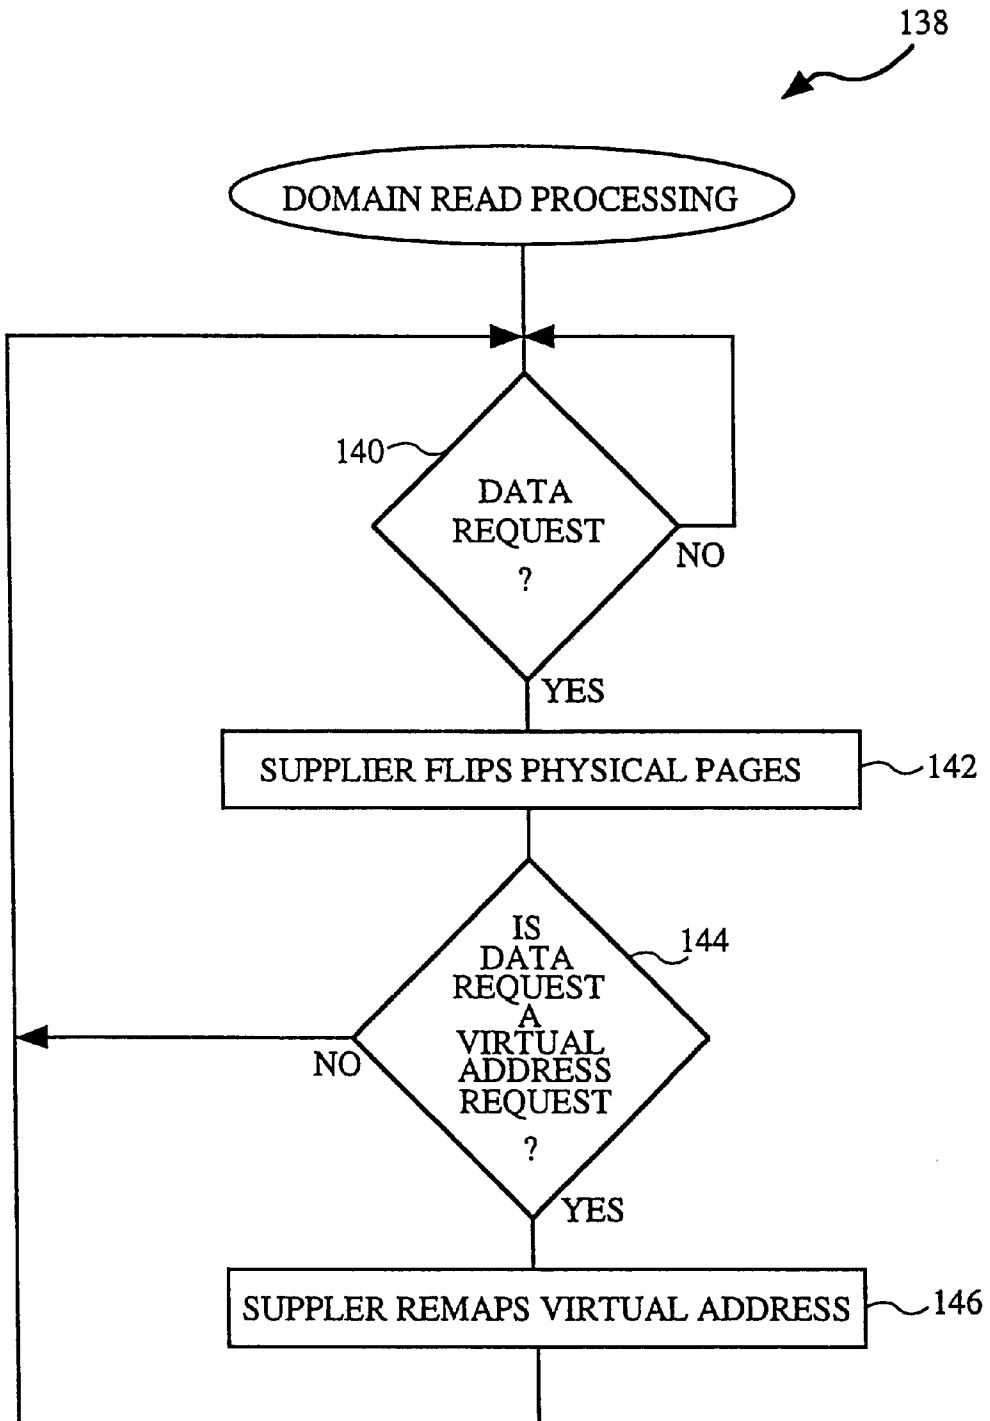 138
DOMAIN READ PROCESSING
140
DATA
REQUEST
?
NO
YES
SUPPLIER FLIPS PHYSICAL PAGES
142
IS
DATA
REQUEST
A
VIRTUAL
ADDRESS
REQUEST
?
144
NO
YES
SUPPLER REMAPS VIRTUAL ADDRESS
146